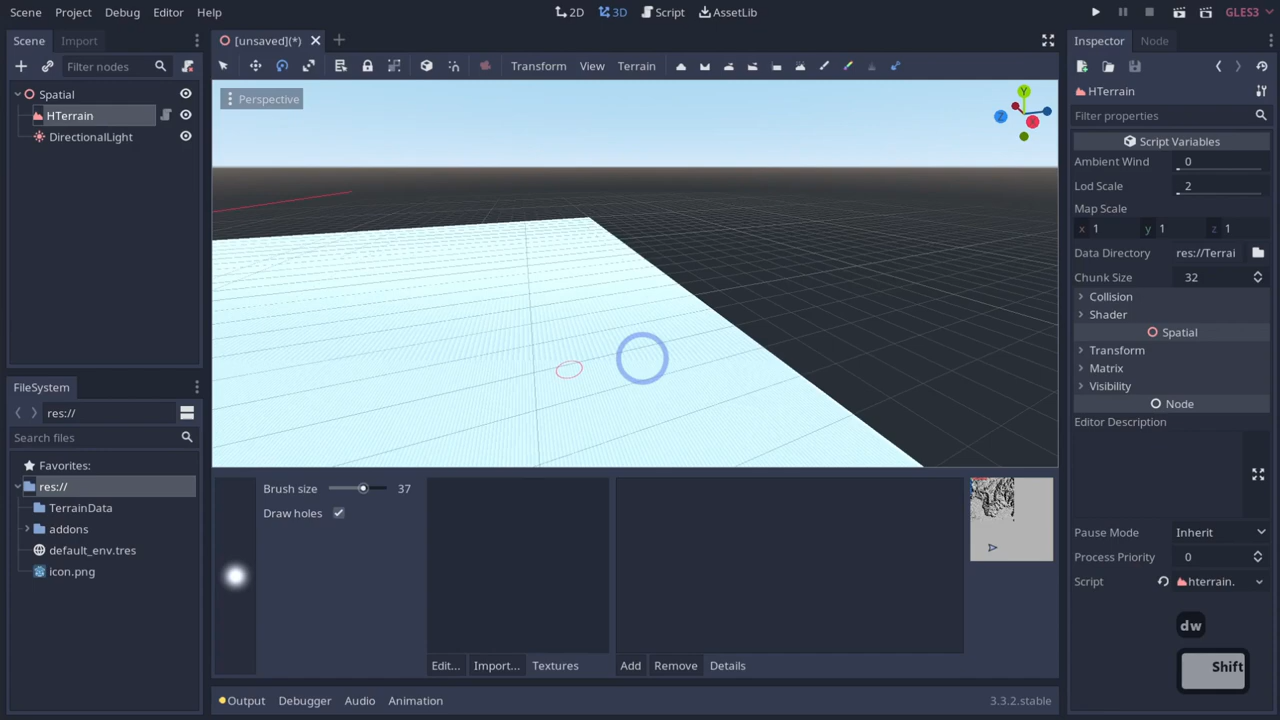 Scene Project Debug Editor Help
2D 3D Script AssetLib
GLES3
Scene Import
[unsaved](*)
Inspector Node
Filter nodes
Transform View Terrain
Spatial
HTerrain
DirectionalLight
Perspective
Y
Z
X
HTerrain
Filter properties
Script Variables
Ambient Wind 0
Lod Scale 2
Map Scale
x 1 y 1 z 1
Data Directory res://Terrai
Chunk Size 32
Collision
Shader
Spatial
Transform
Matrix
Visibility
Node
Editor Description
Pause Mode Inherit
Process Priority 0
Script hterrain.
FileSystem
res://
Search files
Favorites:
res://
TerrainData
addons
default_env.tres
icon.png
Brush size 37
Draw holes
Edit... Import... Textures
Add Remove Details
dw
Shift
Output Debugger Audio Animation
3.3.2.stable